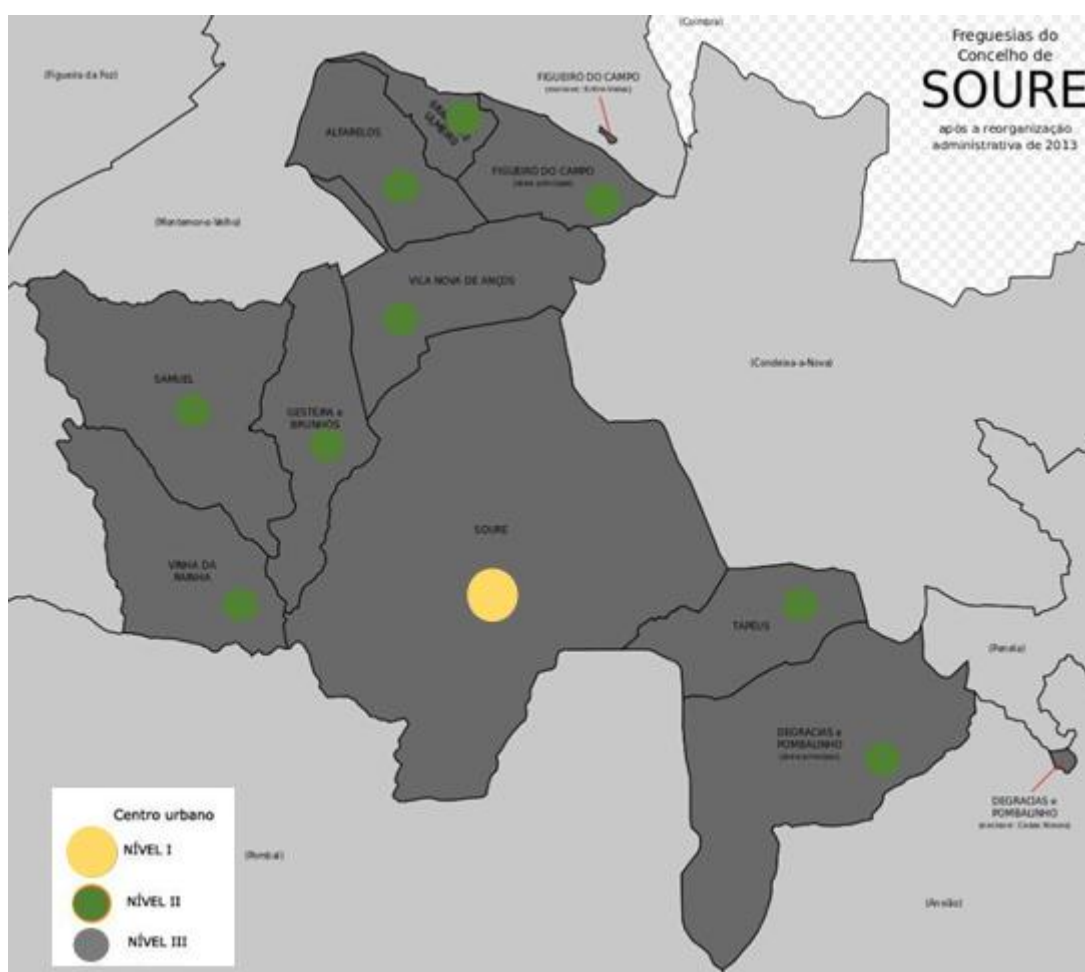 Freguesias do
Concelho de
SOURE
após a reorganização
administrativa de 2013
(Coimbra)
(Figueira da Foz)
FIGUEIRÓ DO CAMPO
ALFARELOS
FIGUEIRÓ DO CAMPO
(Montemor-o-Velho)
VILA NOVA DE ANÇOS
(Condeixa-a-Nova)
SAMUEL
GESTEIRA e
BRUNHÓS
SOURE
VINHA DA
RAINHA
TAPEUS
(Penela)
DEGRACIAS e
POMBALINHO
DEGRACIAS e
POMBALINHO
(Pombal)
(Ansião)
Centro urbano
NÍVEL I
NÍVEL II
NÍVEL III